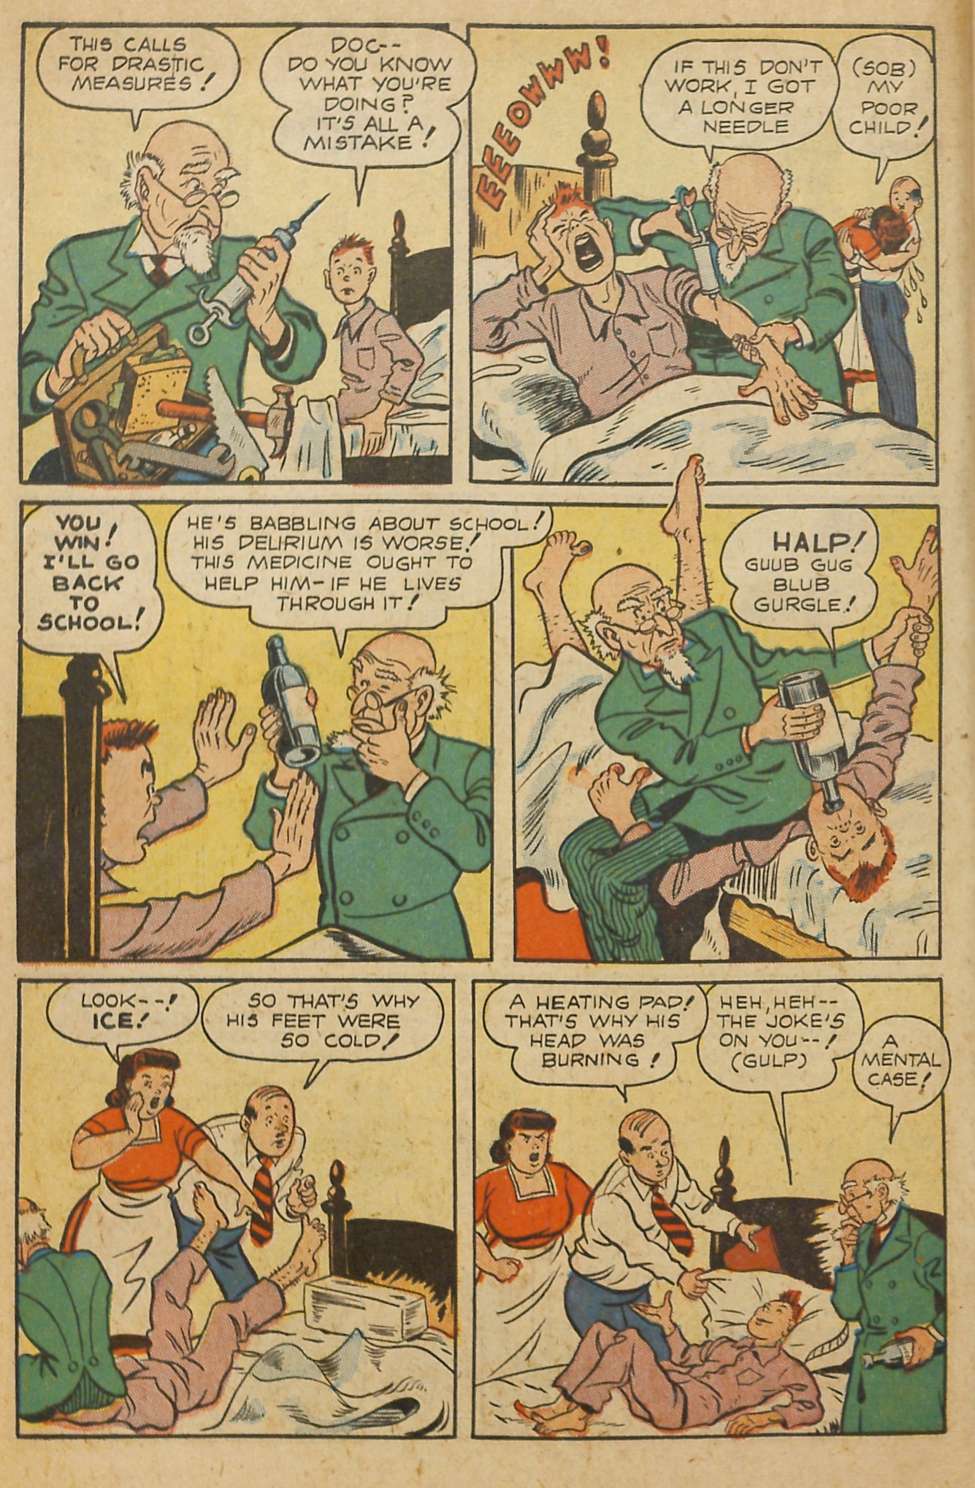 THIS CALLS
FOR DRASTIC
MEASURES!
DOC--
DO YOU KNOW
WHAT YOU'RE
DOING?
IT'S ALL A
MISTAKE!
EEEOWWW!
IF THIS DON'T
WORK, I GOT
A LONGER
NEEDLE
(SOB)
MY
POOR
CHILD!
YOU
WIN!
I'LL GO
BACK
TO
SCHOOL!
HE'S BABBLING ABOUT SCHOOL!
HIS DELIRIUM IS WORSE!
THIS MEDICINE OUGHT TO
HELP HIM-IF HE LIVES
THROUGH IT!
HALP!
GUUB GUG
BLUB
GURGLE!
LOOK--!
ICE!
SO THAT'S WHY
HIS FEET WERE
SO COLD!
A HEATING PAD!
THAT'S WHY HIS
HEAD WAS
BURNING!
HEH, HEH--
THE JOKE'S
ON YOU--!
(GULP)
A
MENTAL
CASE!